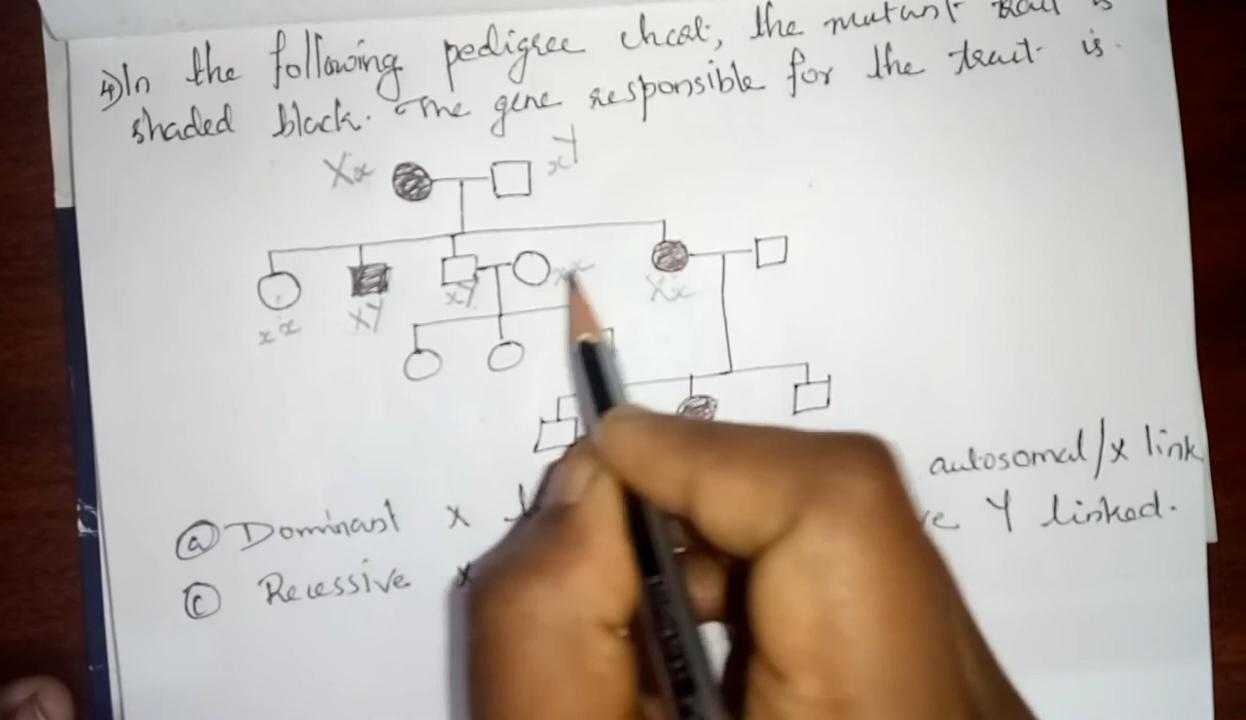 4) In the following pedigree chcat, the mutant trait is
shaded black. The gene responsible for the trait is.
Xx xY
xx XY xY xx Xx
autosomal/x link
(a) Dominant x Y linked.
(c) Recessive x